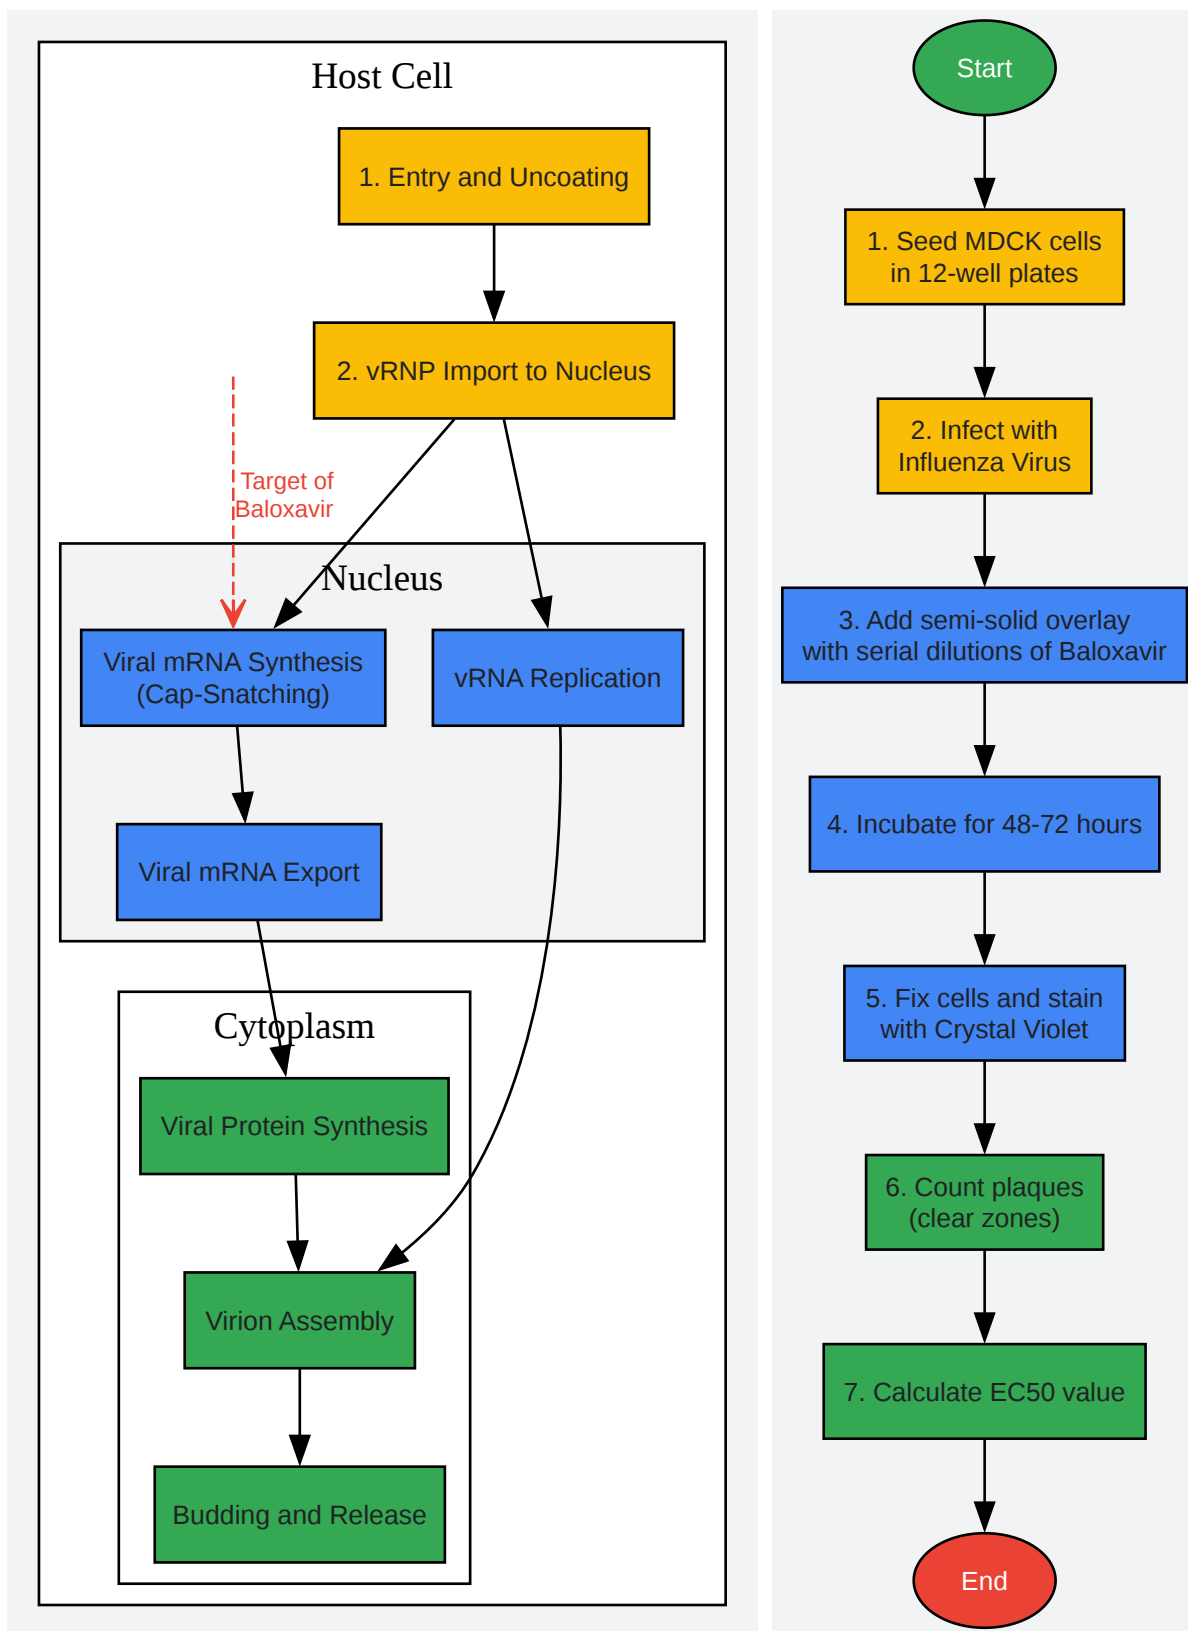 Host Cell
1. Entry and Uncoating
2. vRNP Import to Nucleus
Target of
Baloxavir
Nucleus
Viral mRNA Synthesis
(Cap-Snatching)
vRNA Replication
Viral mRNA Export
Cytoplasm
Viral Protein Synthesis
Virion Assembly
Budding and Release
Start
1. Seed MDCK cells
in 12-well plates
2. Infect with
Influenza Virus
3. Add semi-solid overlay
with serial dilutions of Baloxavir
4. Incubate for 48-72 hours
5. Fix cells and stain
with Crystal Violet
6. Count plaques
(clear zones)
7. Calculate EC50 value
End